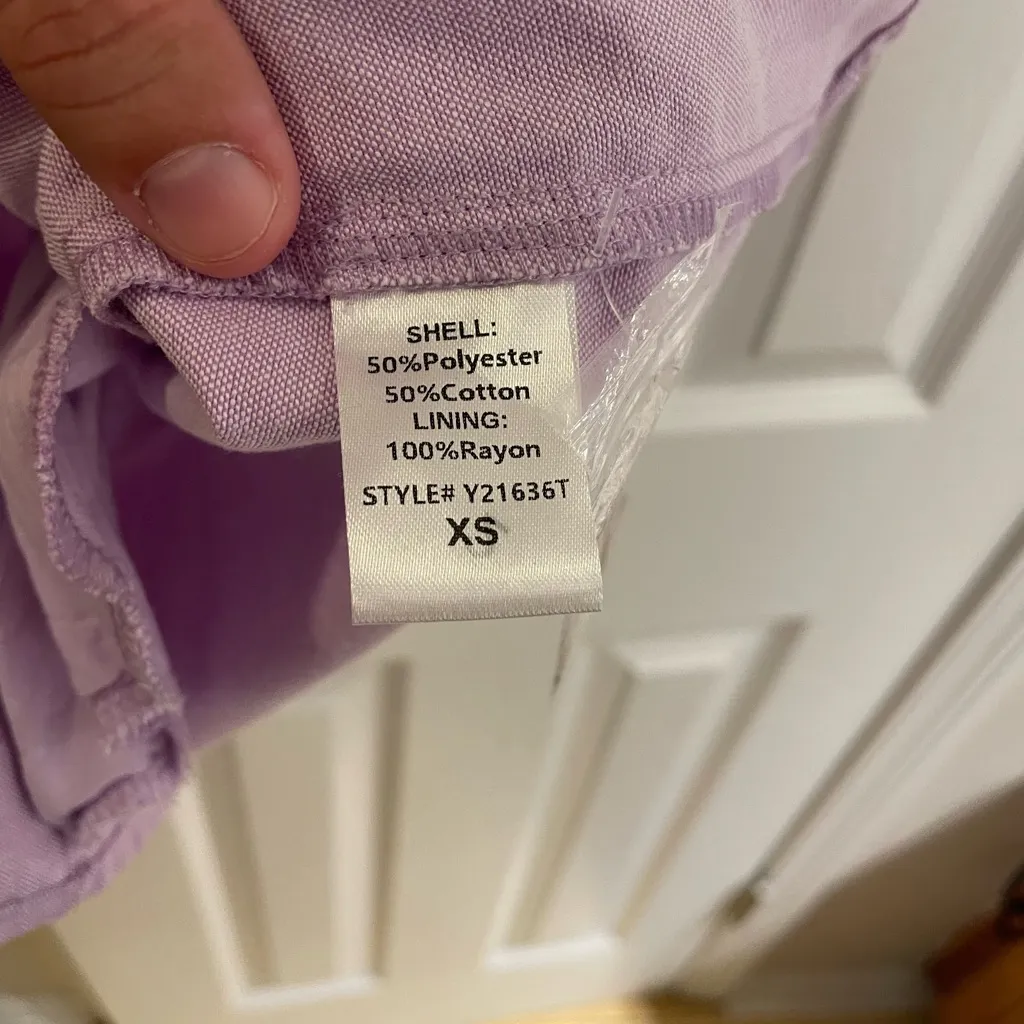 SHELL:
50%Polyester
50%Cotton
LINING:
100%Rayon
STYLE# Y21636T
XS